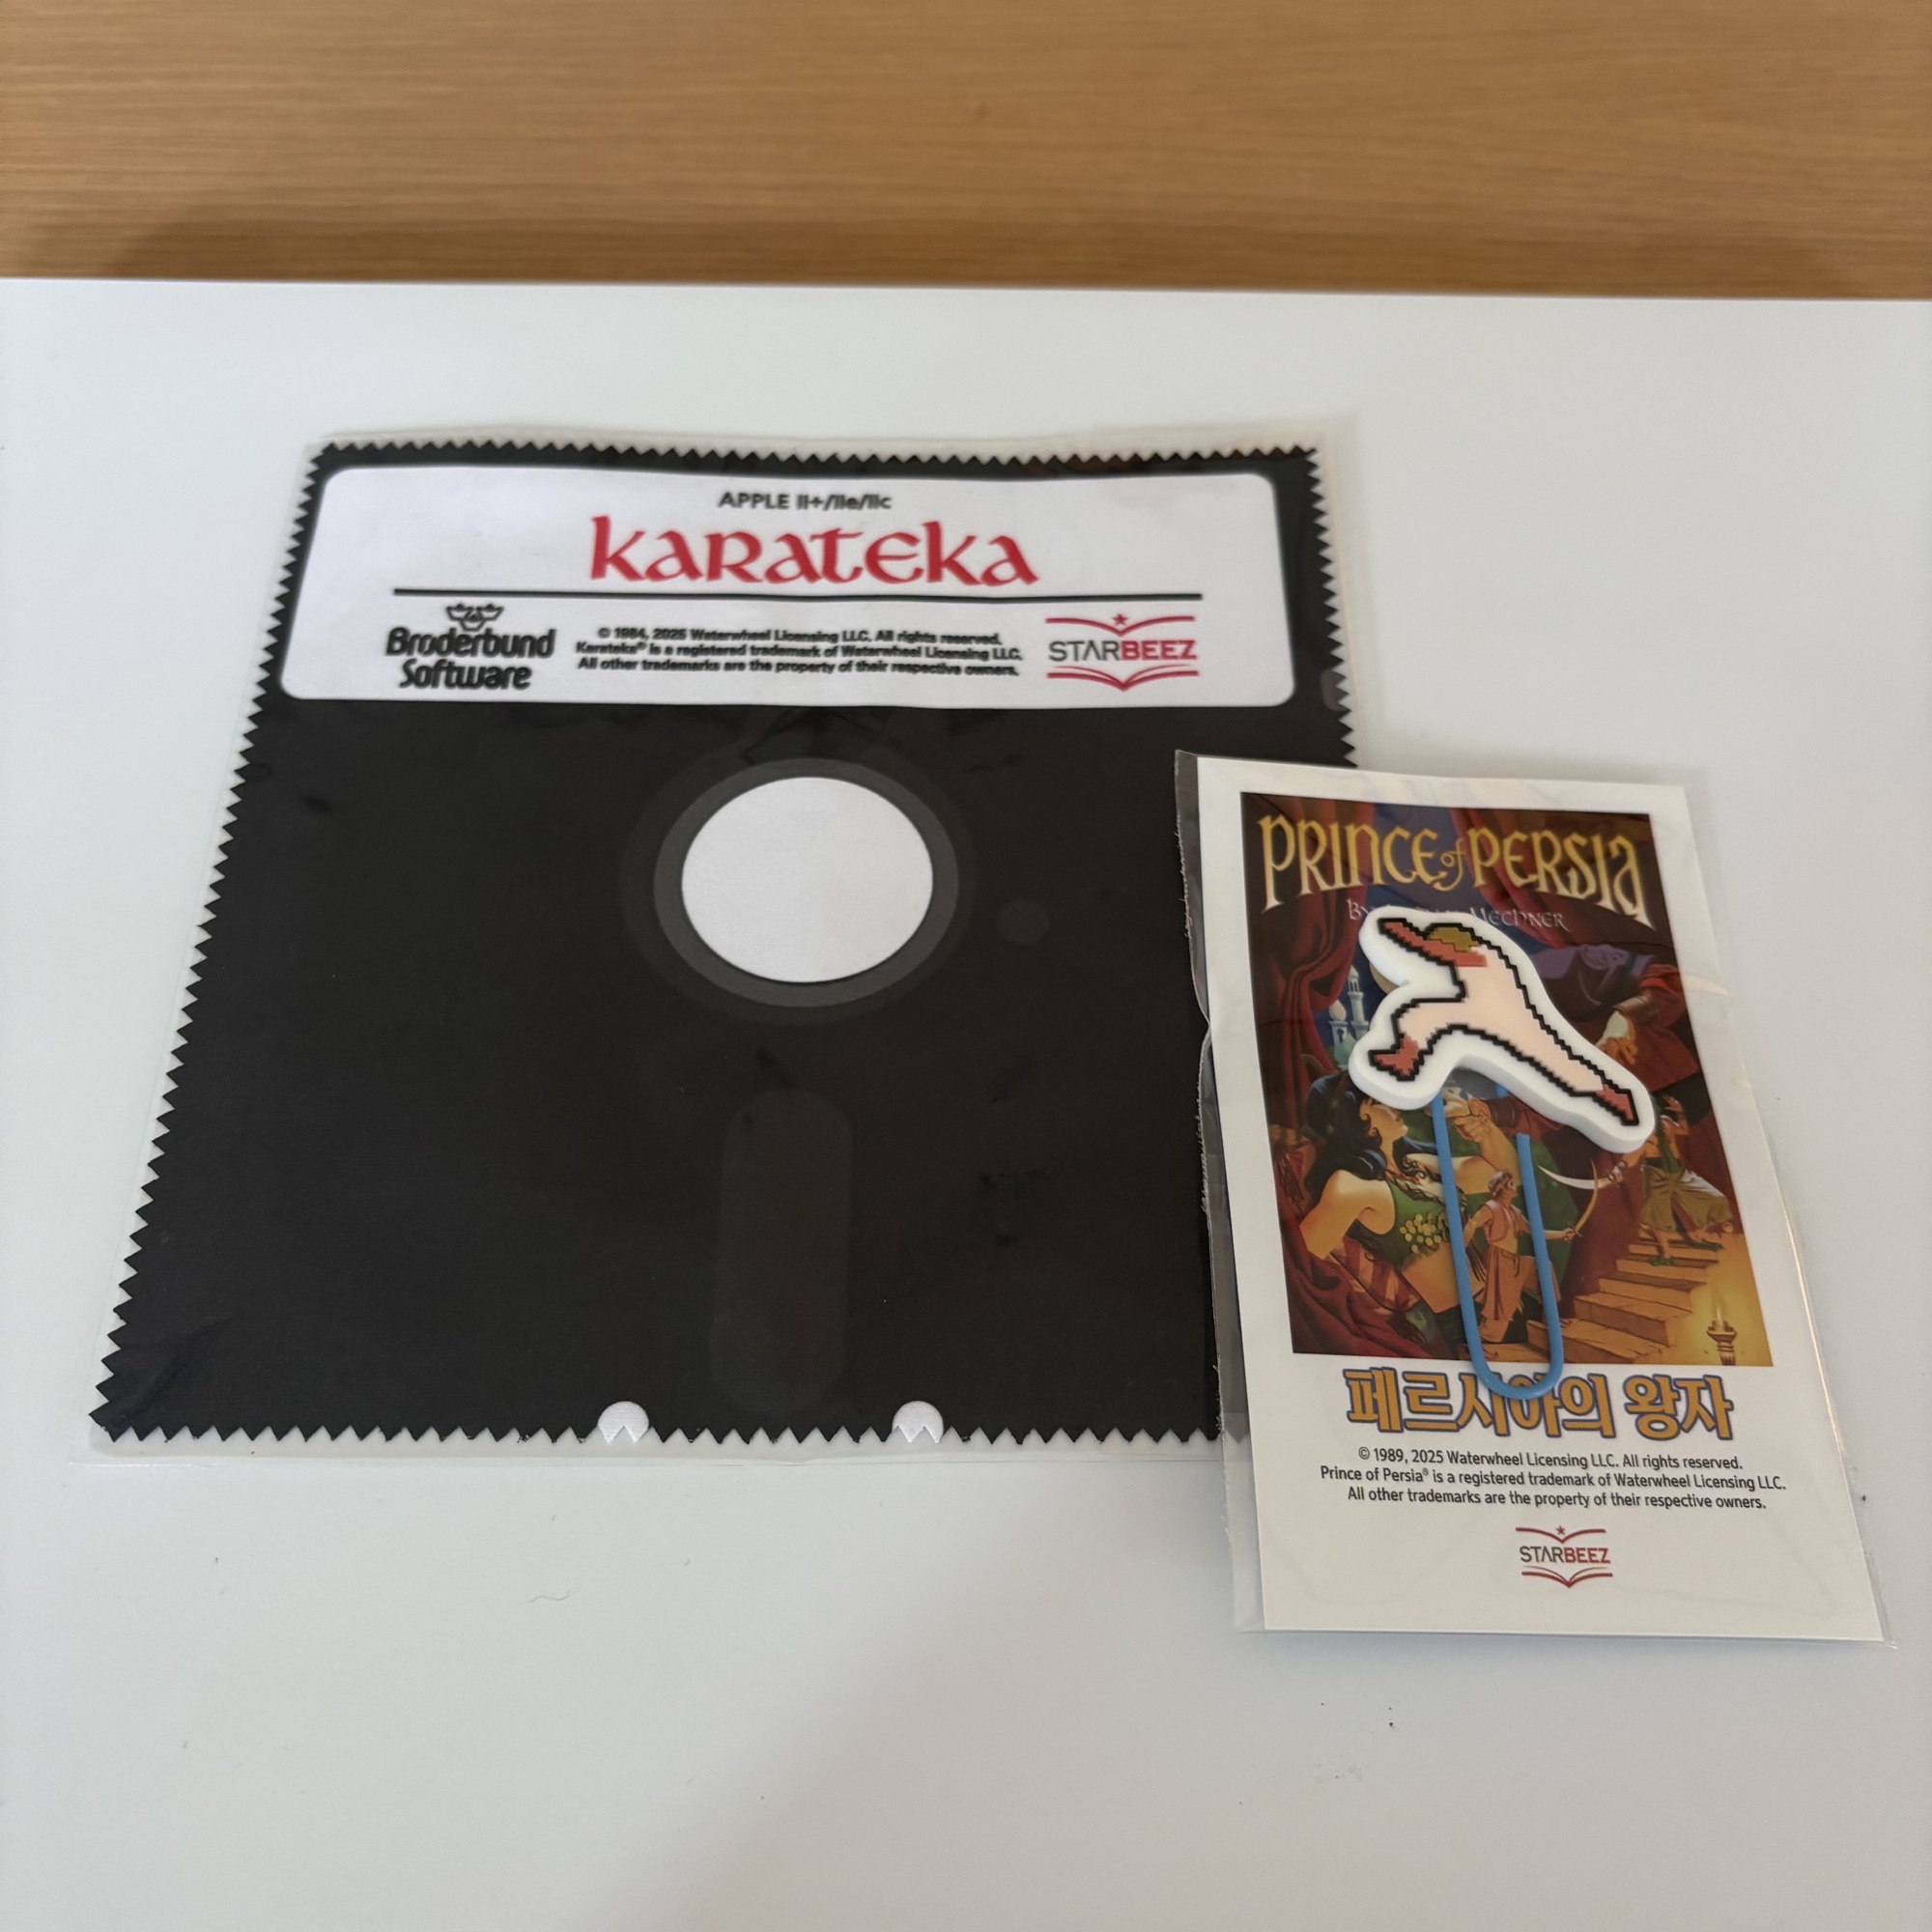 APPLE II+/IIe/IIc
KARATEKA
Brøderbund
Software
© 1984, 2025 Waterwheel Licensing LLC. All rights reserved.
Karateka® is a registered trademark of Waterwheel Licensing LLC.
All other trademarks are the property of their respective owners.
STARBEEZ
PRINCE of PERSIA
BY MECHNER
페르시아의 왕자
© 1989, 2025 Waterwheel Licensing LLC. All rights reserved.
Prince of Persia® is a registered trademark of Waterwheel Licensing LLC.
All other trademarks are the property of their respective owners.
STARBEEZ